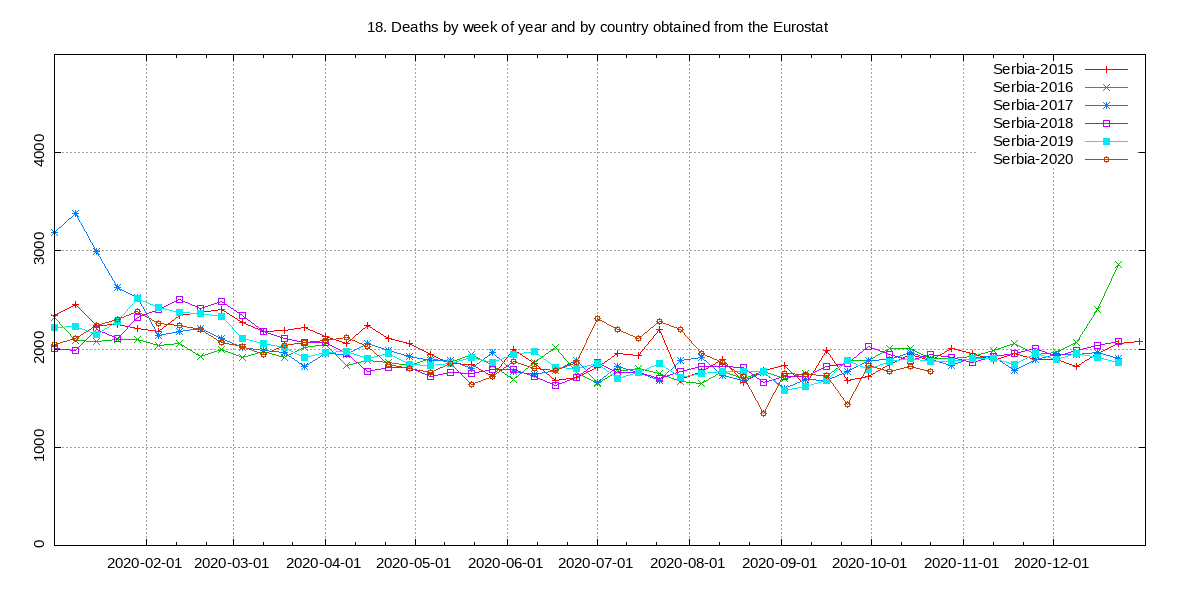 18. Deaths by week of year and by country obtained from the Eurostat
Serbia-2015
Serbia-2016
Serbia-2017
Serbia-2018
Serbia-2019
Serbia-2020
4000
3000
2000
1000
0
2020-02-01 2020-03-01 2020-04-01 2020-05-01 2020-06-01 2020-07-01 2020-08-01 2020-09-01 2020-10-01 2020-11-01 2020-12-01